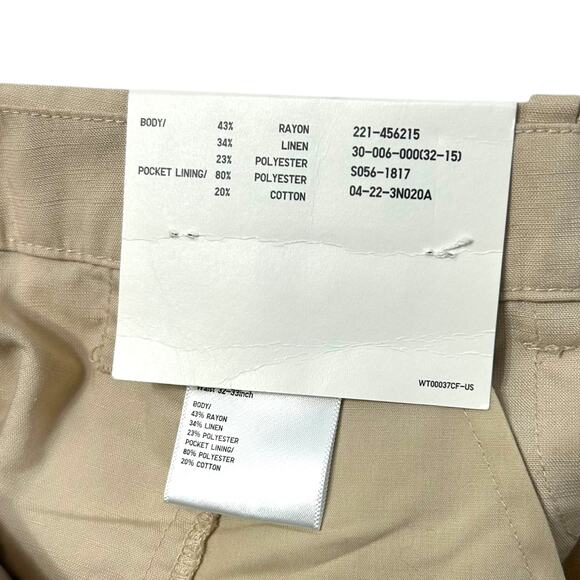 BODY/ 43% RAYON 221-456215
34% LINEN 30-006-000(32-15)
23% POLYESTER S056-1817
POCKET LINING/ 80% POLYESTER 04-22-3N020A
20% COTTON
WT00037CF-US
Waist 32-33inch
BODY/
43% RAYON
34% LINEN
23% POLYESTER
POCKET LINING/
80% POLYESTER
20% COTTON